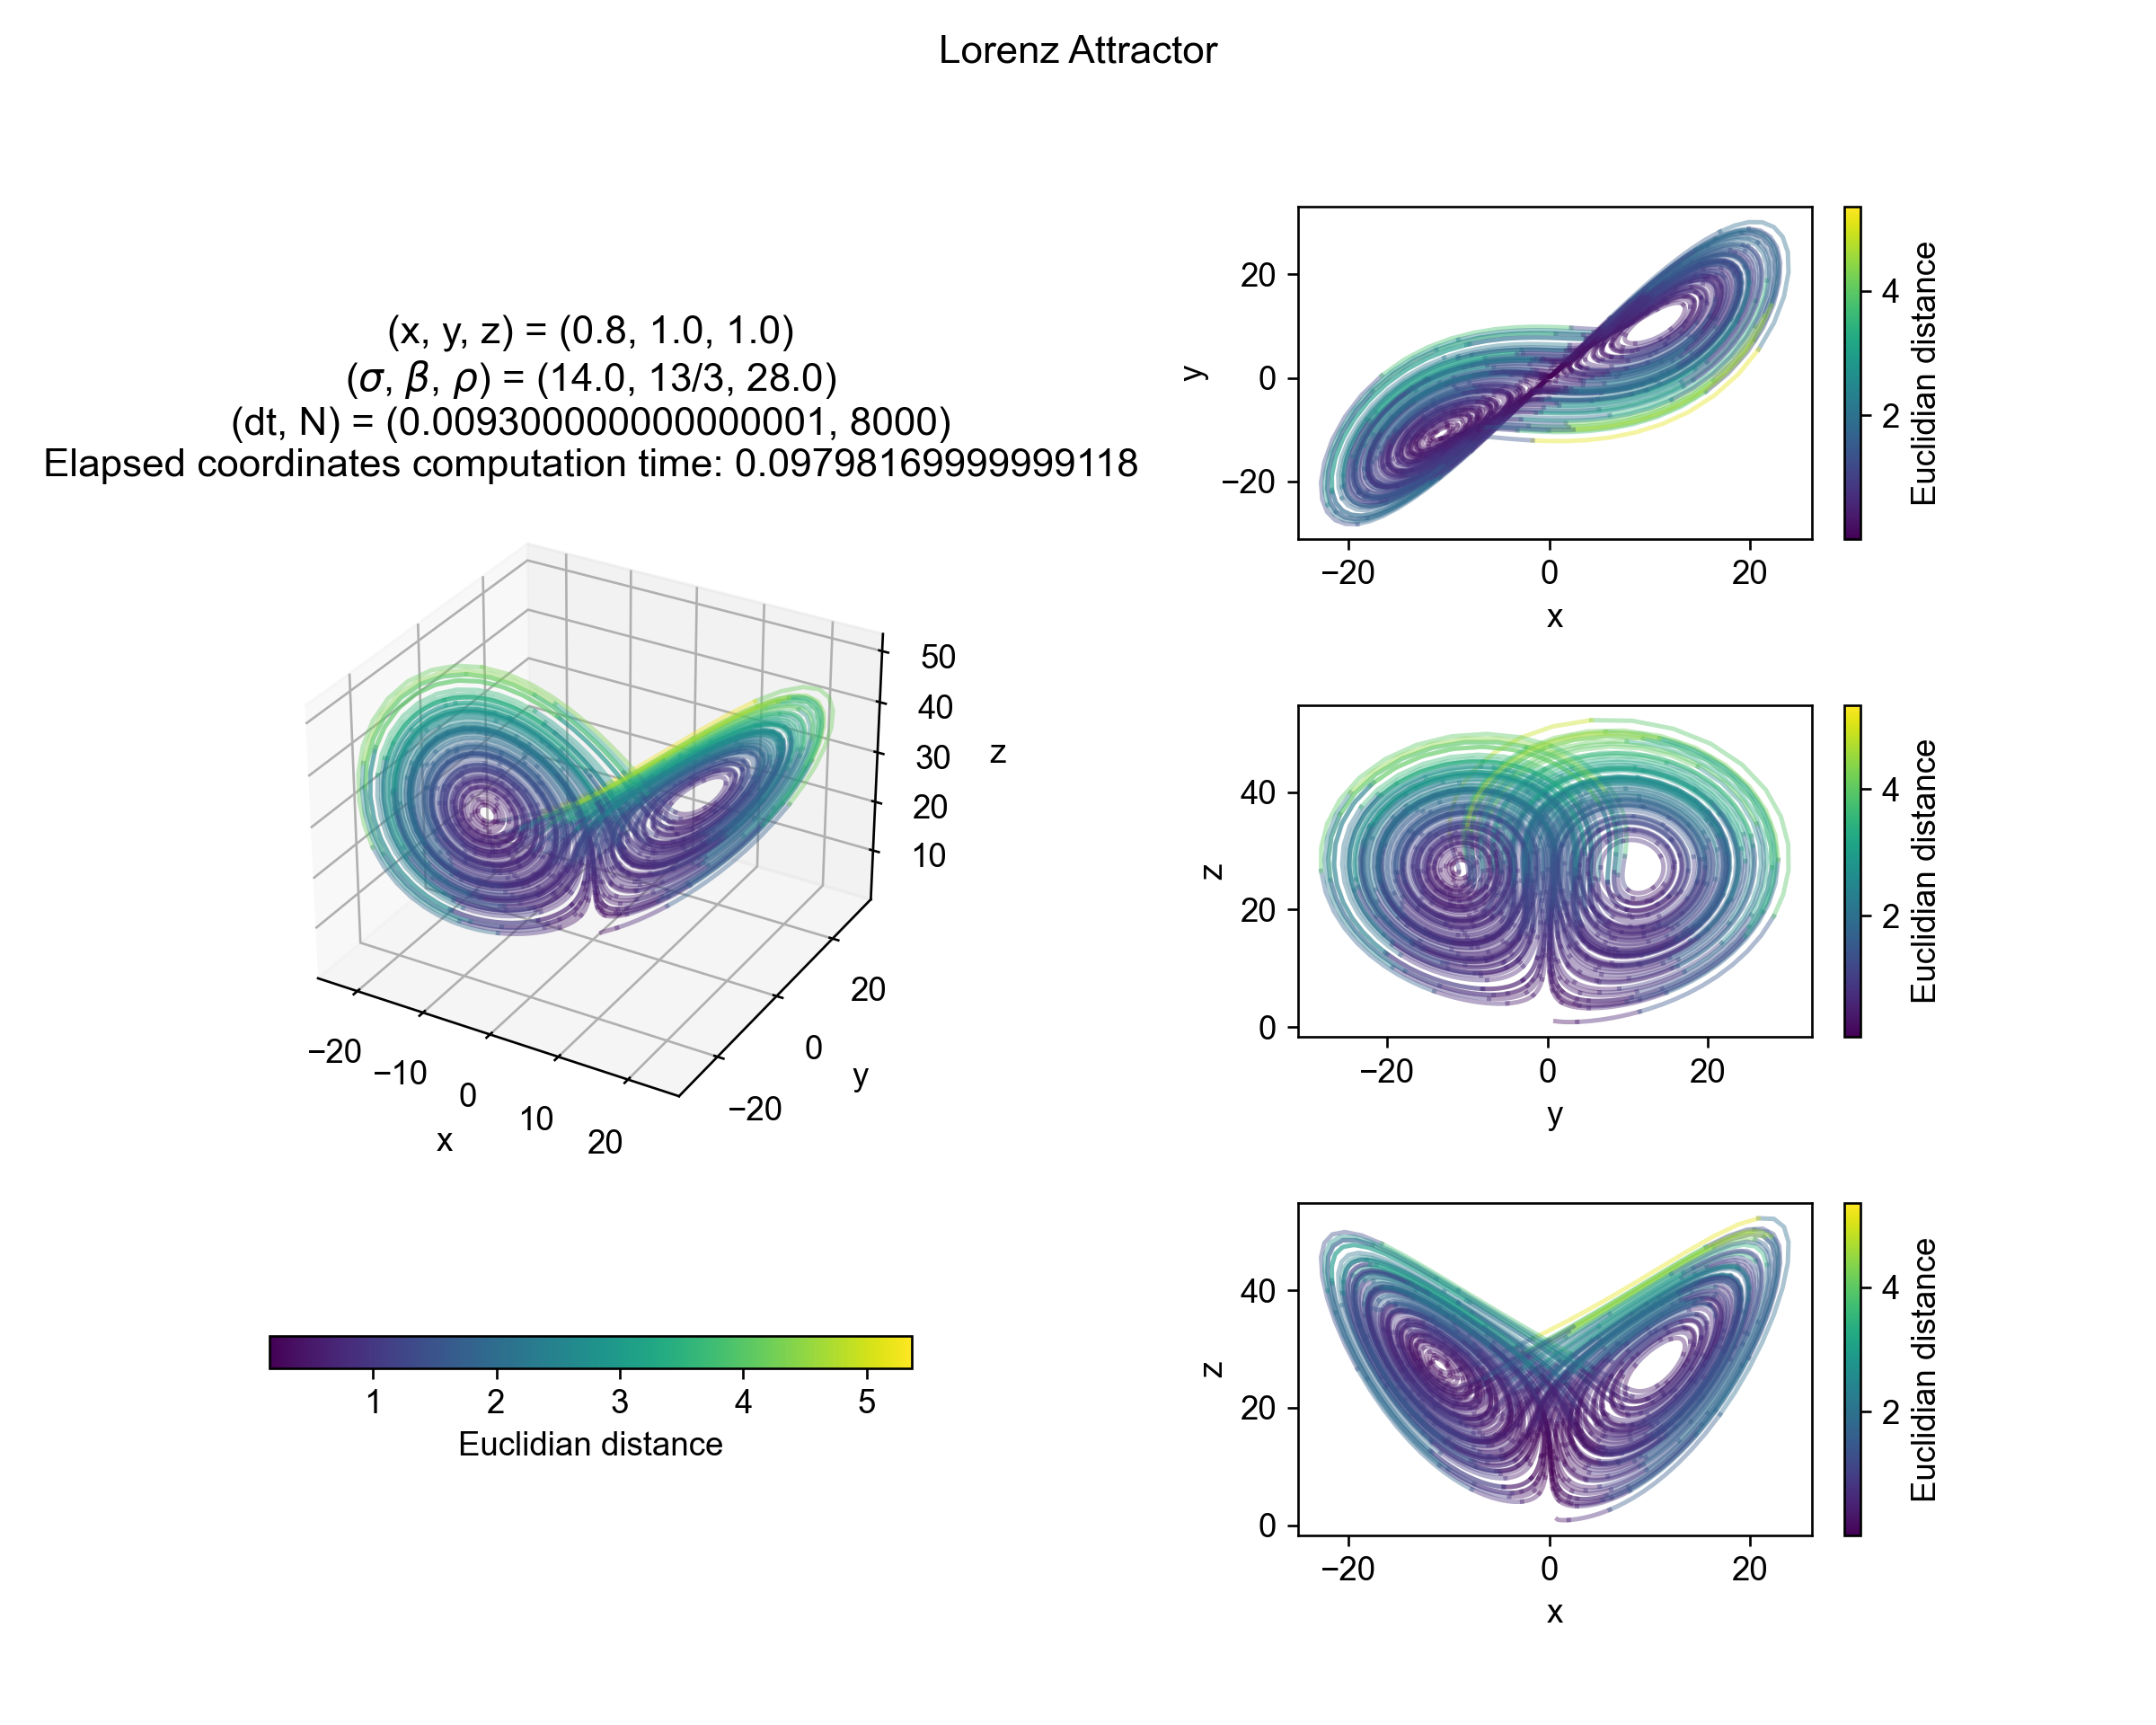 Lorenz Attractor
(x, y, z) = (0.8, 1.0, 1.0)
(σ, β, ρ) = (14.0, 13/3, 28.0)
(dt, N) = (0.009300000000000001, 8000)
Elapsed coordinates computation time: 0.097981699999999118
50
40
30
20
10
z
−20
−10
0
10
20
x
20
0
−20
y
1 2 3 4 5
Euclidian distance
20
0
−20
y
−20 0 20
x
4
2
Euclidian distance
40
20
0
z
−20 0 20
y
4
2
Euclidian distance
40
20
0
z
−20 0 20
x
4
2
Euclidian distance